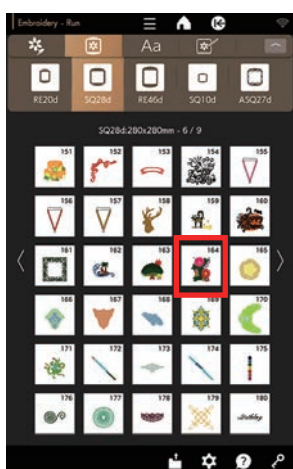 Embroidery - Run
Aa
RE20d SQ28d RE46d SQ10d ASQ27d
SQ28d:280x280mm - 6 / 9
151 152 153 154 155
156 157 158 159 160
161 162 163 164 165
166 167 168 169 170
171 172 173 174 175
176 177 178 179 180
Birthday
?